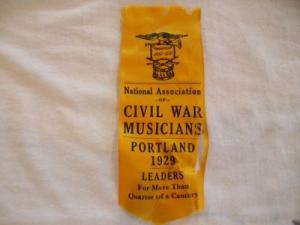 National Association
OF
CIVIL WAR
MUSICIANS
PORTLAND
1929
LEADERS
For More Than
Quarter of a Century